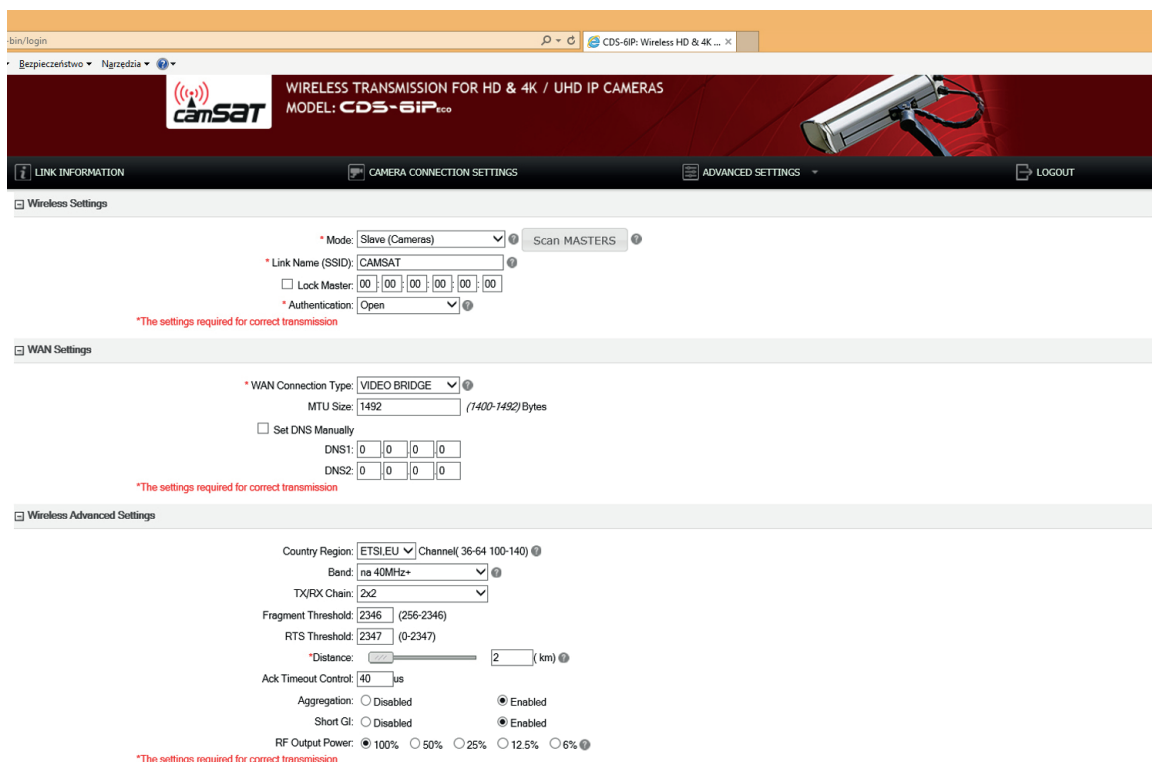 -bin/login
CDS-6IP: Wireless HD & 4K ... ×
Bezpieczeństwo Narzędzia
((( ))) camsat
WIRELESS TRANSMISSION FOR HD & 4K / UHD IP CAMERAS
MODEL: CDS-6iP ECO
LINK INFORMATION CAMERA CONNECTION SETTINGS ADVANCED SETTINGS LOGOUT
Wireless Settings
* Mode: Slave (Cameras) ? Scan MASTERS ?
* Link Name (SSID): CAMSAT ?
Lock Master: 00 : 00 : 00 : 00 : 00 : 00
* Authentication: Open ?
*The settings required for correct transmission
WAN Settings
* WAN Connection Type: VIDEO BRIDGE ?
MTU Size: 1492 (1400-1492) Bytes
Set DNS Manually
DNS1: 0 . 0 . 0 . 0
DNS2: 0 . 0 . 0 . 0
*The settings required for correct transmission
Wireless Advanced Settings
Country Region: ETSI,EU Channel( 36-64 100-140) ?
Band: na 40MHz+ ?
TX/RX Chain: 2x2
Fragment Threshold: 2346 (256-2346)
RTS Threshold: 2347 (0-2347)
*Distance: 2 ( km) ?
Ack Timeout Control: 40 us
Aggregation: Disabled Enabled
Short GI: Disabled Enabled
RF Output Power: 100% 50% 25% 12.5% 6% ?
*The settings required for correct transmission